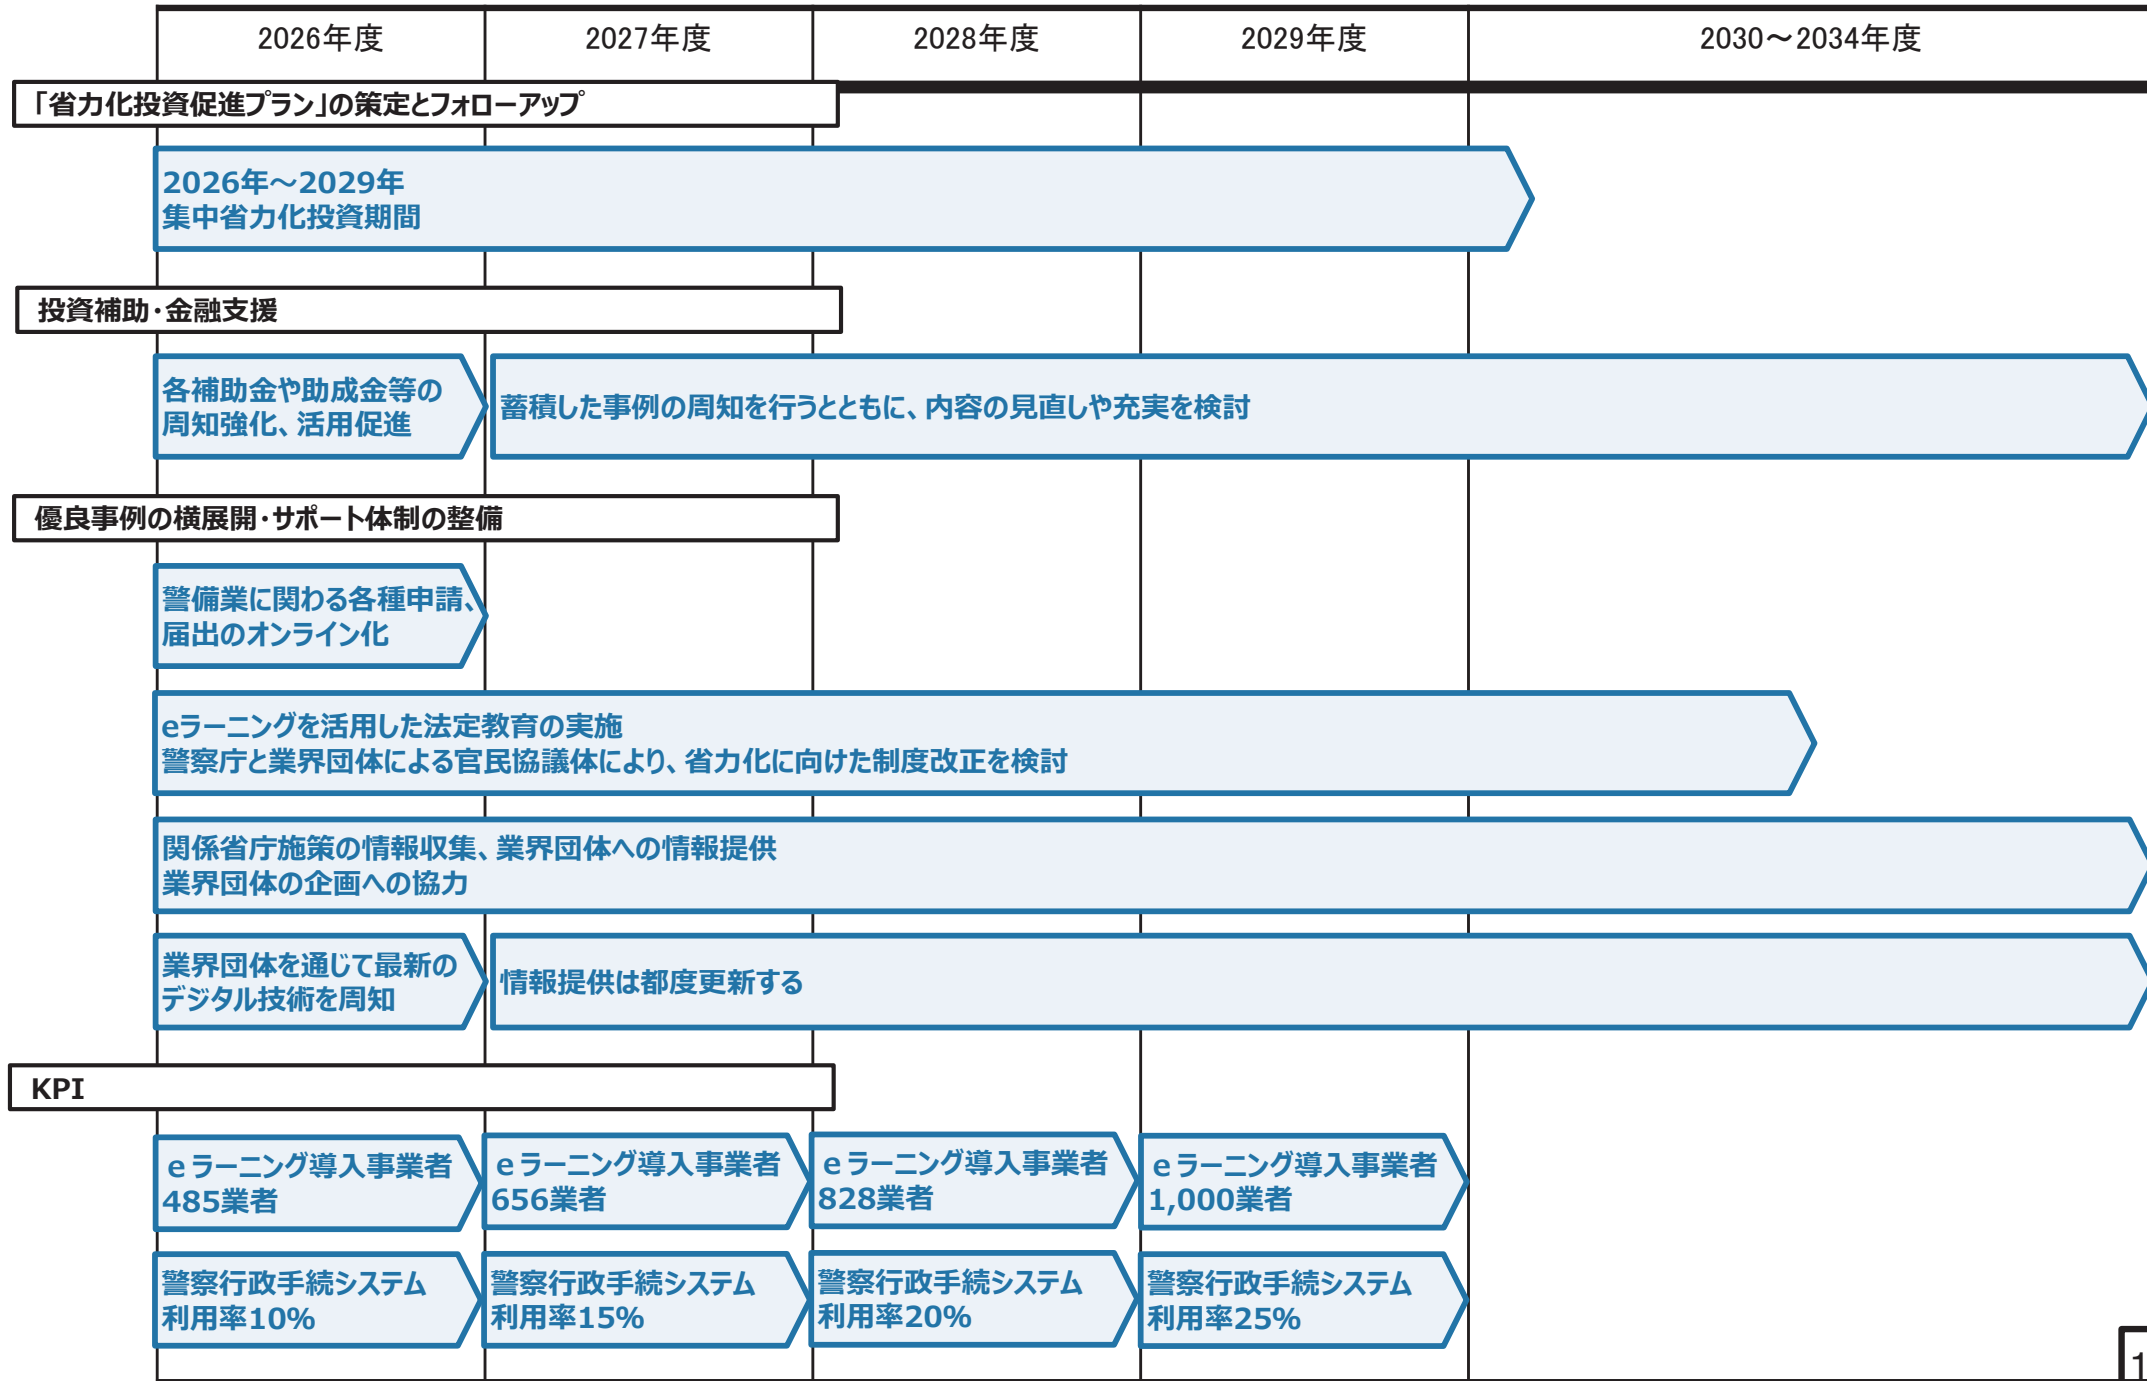 2026年度
2027年度
2028年度
2029年度
2030～2034年度
「省力化投資促進プラン」の策定とフォローアップ
2026年～2029年
集中省力化投資期間
投資補助・金融支援
各補助金や助成金等の
周知強化、活用促進
蓄積した事例の周知を行うとともに、内容の見直しや充実を検討
優良事例の横展開・サポート体制の整備
警備業に関わる各種申請、
届出のオンライン化
eラーニングを活用した法定教育の実施
警察庁と業界団体による官民協議体により、省力化に向けた制度改正を検討
関係省庁施策の情報収集、業界団体への情報提供
業界団体の企画への協力
業界団体を通じて最新の
デジタル技術を周知
情報提供は都度更新する
KPI
ｅラーニング導入事業者
485業者
ｅラーニング導入事業者
656業者
ｅラーニング導入事業者
828業者
ｅラーニング導入事業者
1,000業者
警察行政手続システム
利用率10%
警察行政手続システム
利用率15%
警察行政手続システム
利用率20%
警察行政手続システム
利用率25%